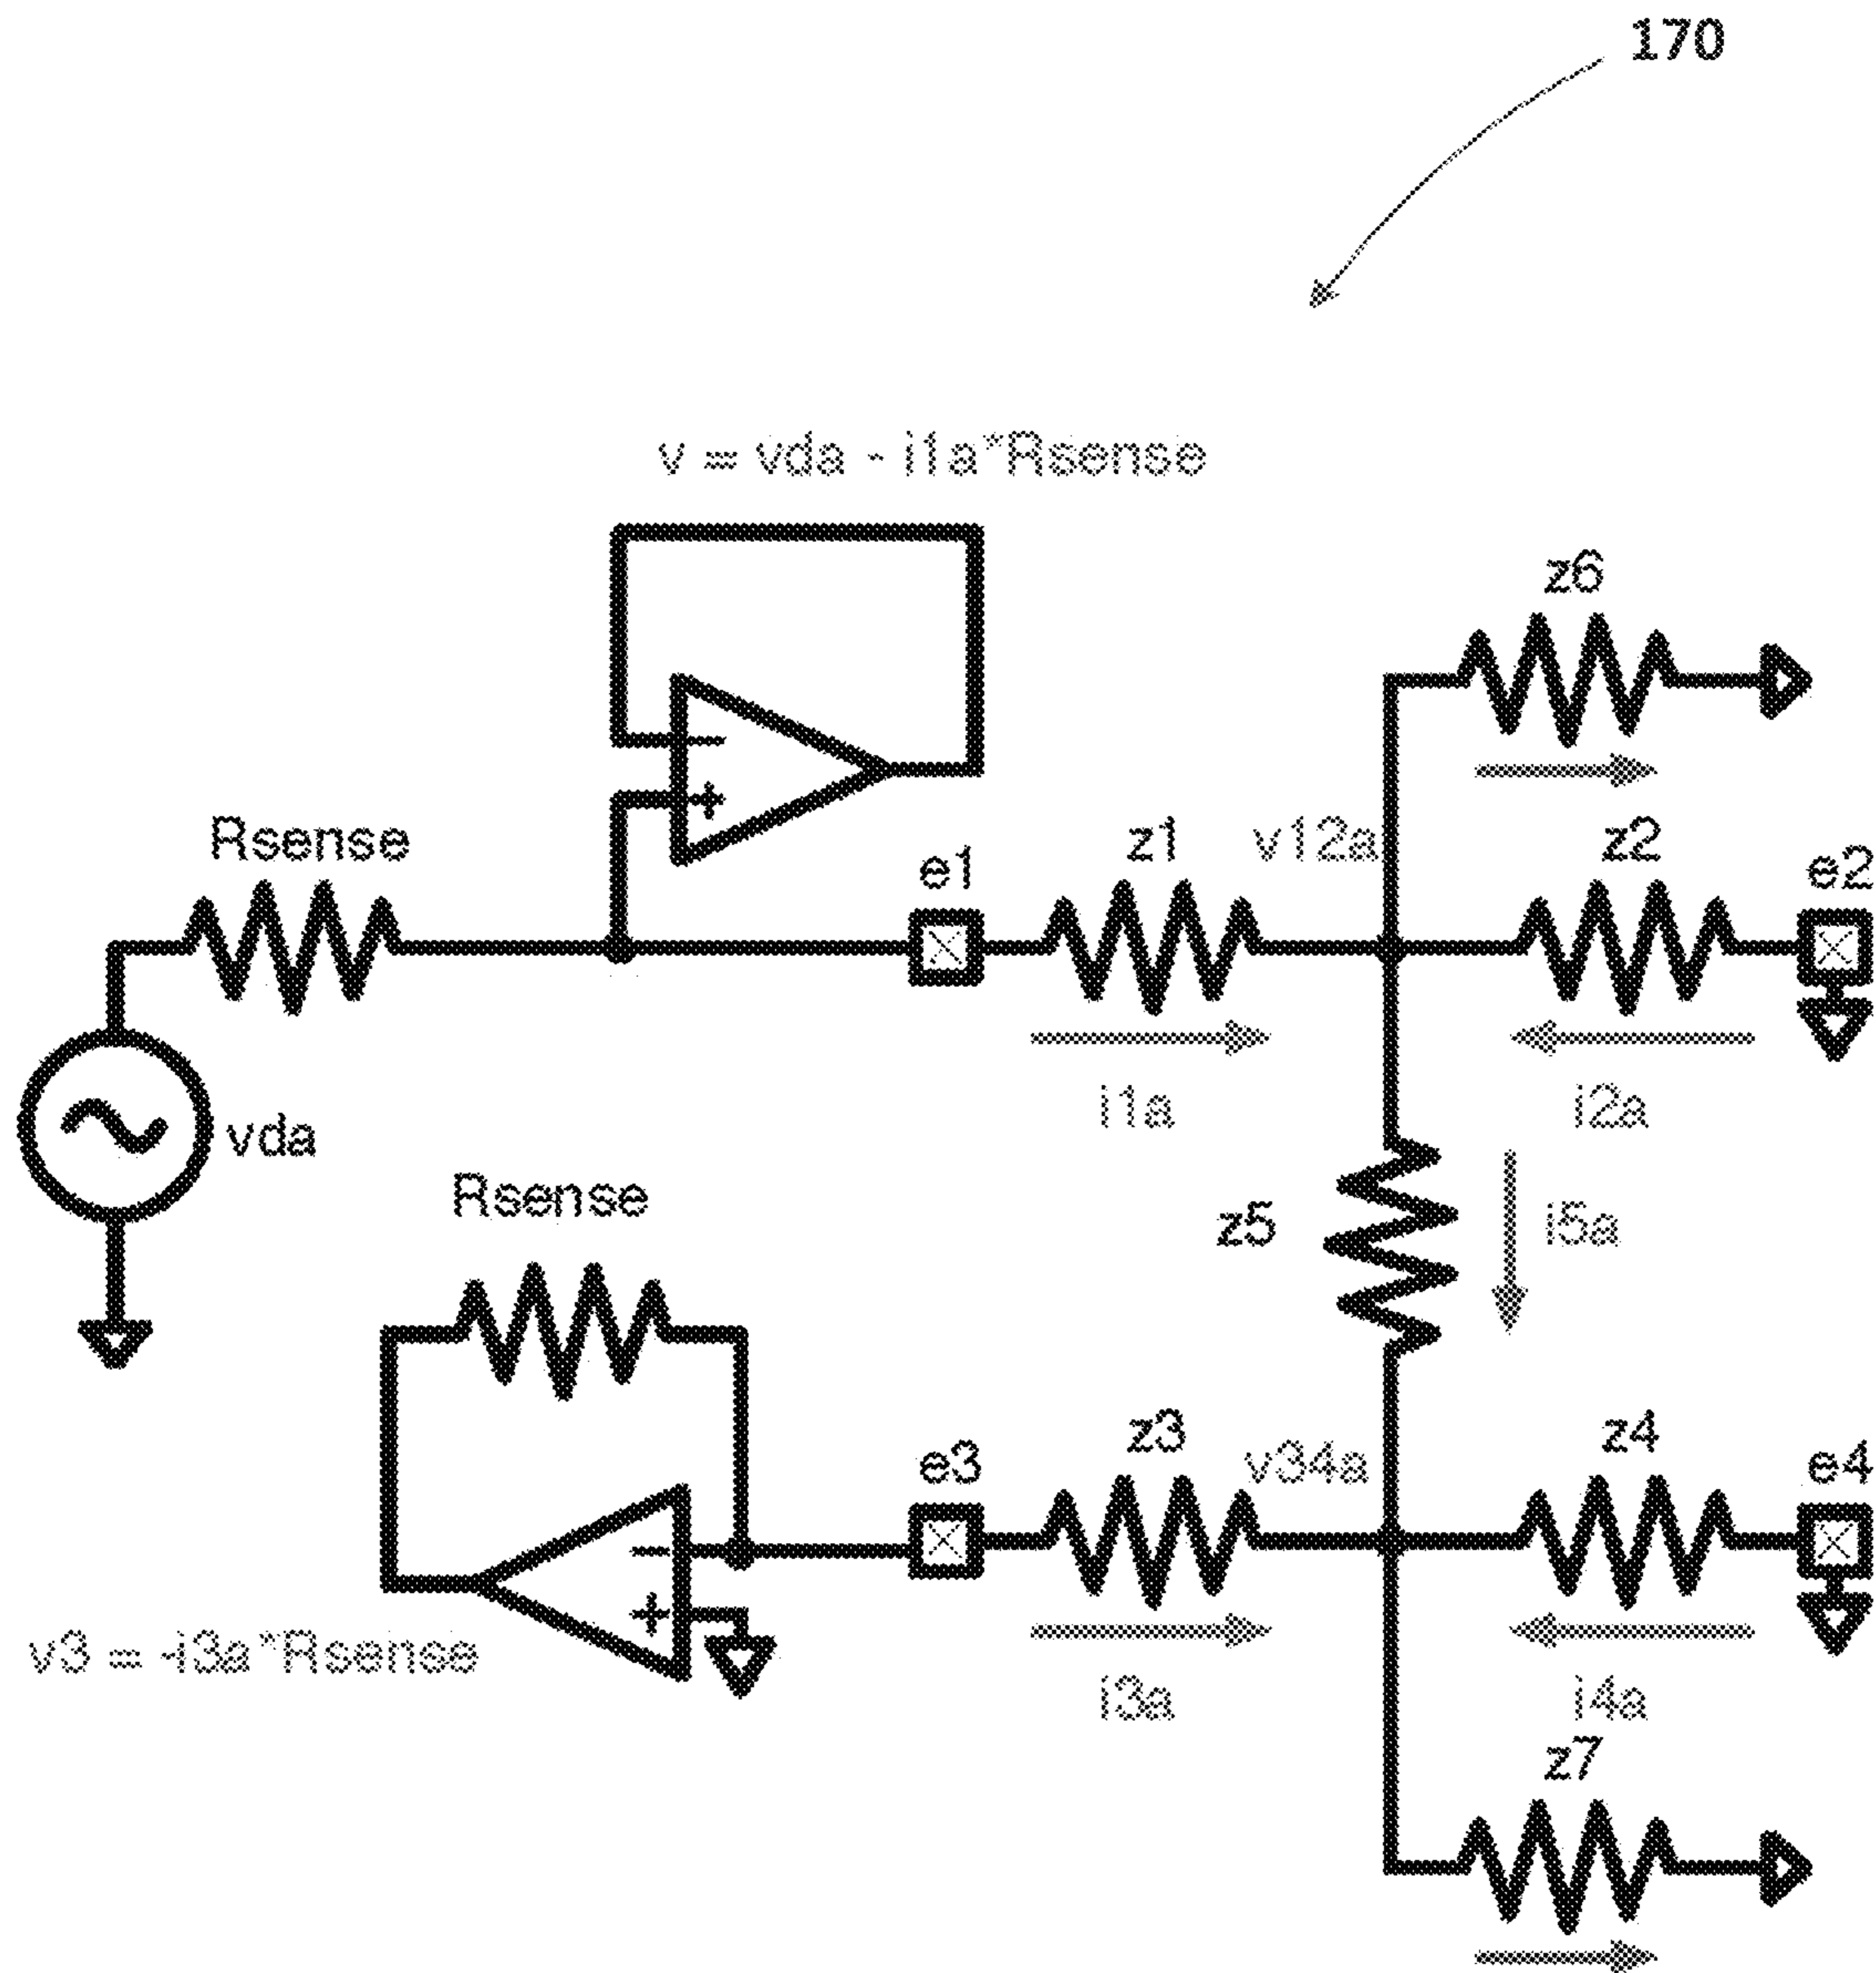 170
v = vda - i1a*Rsense
z6
Rsense
e1
z1
v12a
z2
e2
i1a
i2a
vda
Rsense
z5
i5a
e3
z3
v34a
z4
e4
v3 = -i3a*Rsense
i3a
i4a
z7